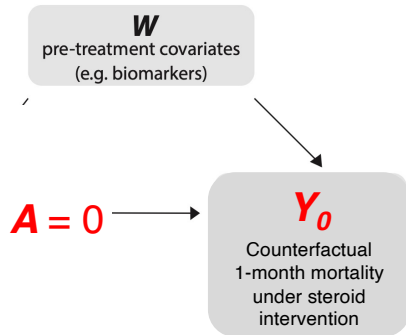 W
pre-treatment covariates
(e.g. biomarkers)
A = 0
Y₀
Counterfactual
1-month mortality
under steroid
intervention